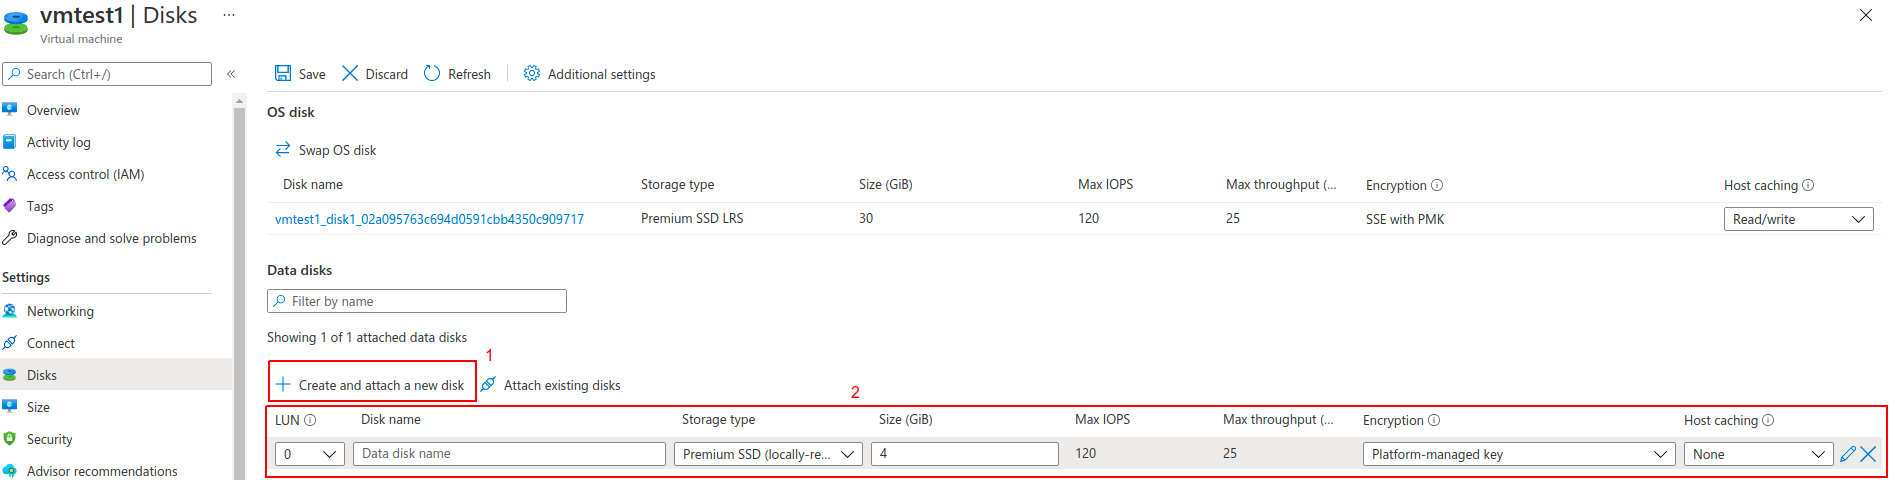 vmtest1 | Disks ...
Virtual machine
Search (Ctrl+/) «
Save Discard Refresh Additional settings
Overview
Activity log
Access control (IAM)
Tags
Diagnose and solve problems
Settings
Networking
Connect
Disks
Size
Security
Advisor recommendations
OS disk
Swap OS disk
Disk name Storage type Size (GiB) Max IOPS Max throughput (... Encryption Host caching
vmtest1_disk1_02a095763c694d0591cbb4350c909717 Premium SSD LRS 30 120 25 SSE with PMK Read/write
Data disks
Filter by name
Showing 1 of 1 attached data disks
1
Create and attach a new disk Attach existing disks
2
LUN Disk name Storage type Size (GiB) Max IOPS Max throughput (... Encryption Host caching
0 Data disk name Premium SSD (locally-re... 4 120 25 Platform-managed key None